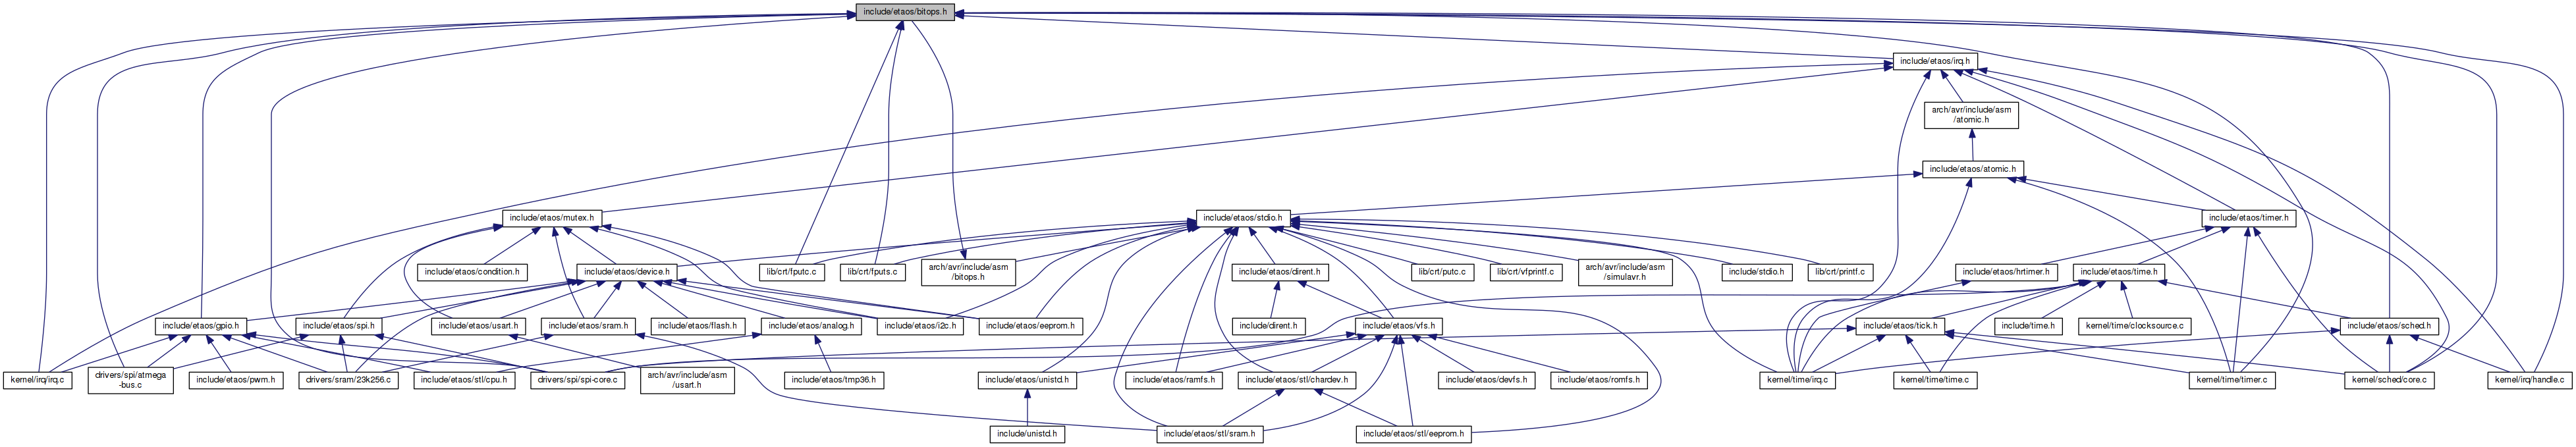 include/etaos/bitops.h
include/etaos/irq.h
arch/avr/include/asm
/atomic.h
include/etaos/atomic.h
include/etaos/mutex.h
include/etaos/stdio.h
include/etaos/timer.h
include/etaos/condition.h
include/etaos/device.h
lib/crt/fputc.c
lib/crt/fputs.c
arch/avr/include/asm
/bitops.h
include/etaos/dirent.h
lib/crt/putc.c
lib/crt/vfprintf.c
arch/avr/include/asm
/simulavr.h
include/stdio.h
lib/crt/printf.c
include/etaos/hrtimer.h
include/etaos/time.h
include/etaos/gpio.h
include/etaos/spi.h
include/etaos/usart.h
include/etaos/sram.h
include/etaos/flash.h
include/etaos/analog.h
include/etaos/i2c.h
include/etaos/eeprom.h
include/dirent.h
include/etaos/vfs.h
include/etaos/tick.h
include/time.h
kernel/time/clocksource.c
include/etaos/sched.h
kernel/irq/irq.c
drivers/spi/atmega
-bus.c
include/etaos/pwm.h
drivers/sram/23k256.c
include/etaos/stl/cpu.h
drivers/spi/spi-core.c
arch/avr/include/asm
/usart.h
include/etaos/tmp36.h
include/etaos/unistd.h
include/etaos/ramfs.h
include/etaos/stl/chardev.h
include/etaos/devfs.h
include/etaos/romfs.h
kernel/time/irq.c
kernel/time/time.c
kernel/time/timer.c
kernel/sched/core.c
kernel/irq/handle.c
include/unistd.h
include/etaos/stl/sram.h
include/etaos/stl/eeprom.h